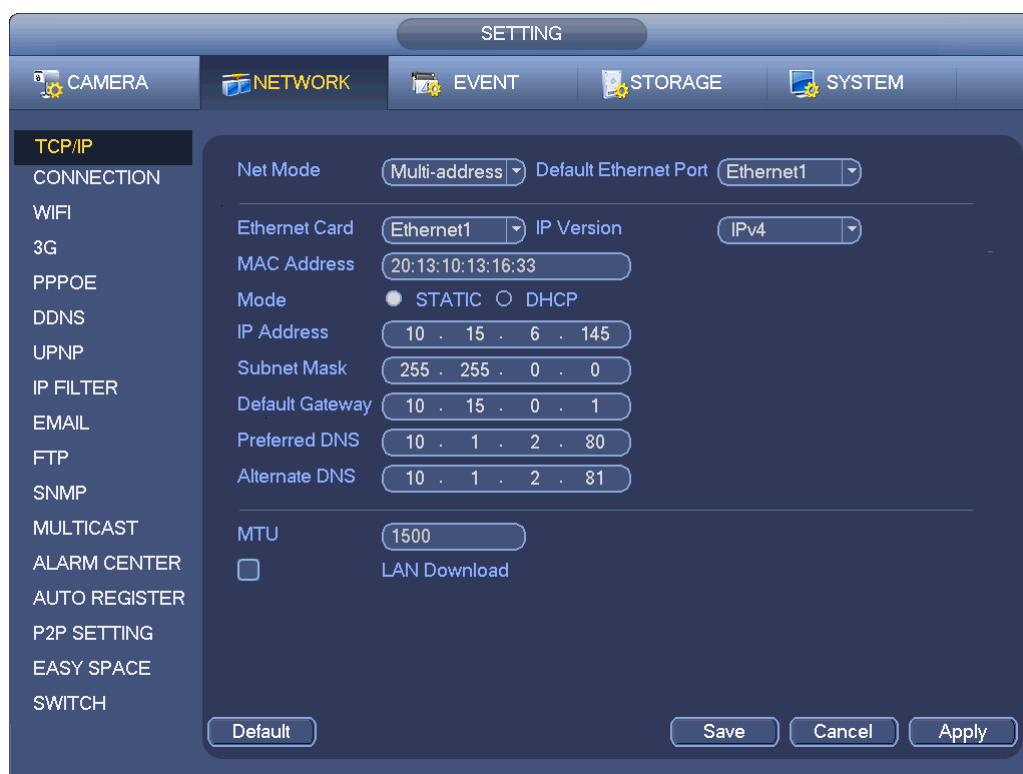 SETTING
CAMERA NETWORK EVENT STORAGE SYSTEM
TCP/IP
CONNECTION
WIFI
3G
PPPOE
DDNS
UPNP
IP FILTER
EMAIL
FTP
SNMP
MULTICAST
ALARM CENTER
AUTO REGISTER
P2P SETTING
EASY SPACE
SWITCH
Net Mode Multi-address Default Ethernet Port Ethernet1
Ethernet Card Ethernet1 IP Version IPv4
MAC Address 20:13:10:13:16:33
Mode STATIC DHCP
IP Address 10 . 15 . 6 . 145
Subnet Mask 255 . 255 . 0 . 0
Default Gateway 10 . 15 . 0 . 1
Preferred DNS 10 . 1 . 2 . 80
Alternate DNS 10 . 1 . 2 . 81
MTU 1500
LAN Download
Default Save Cancel Apply